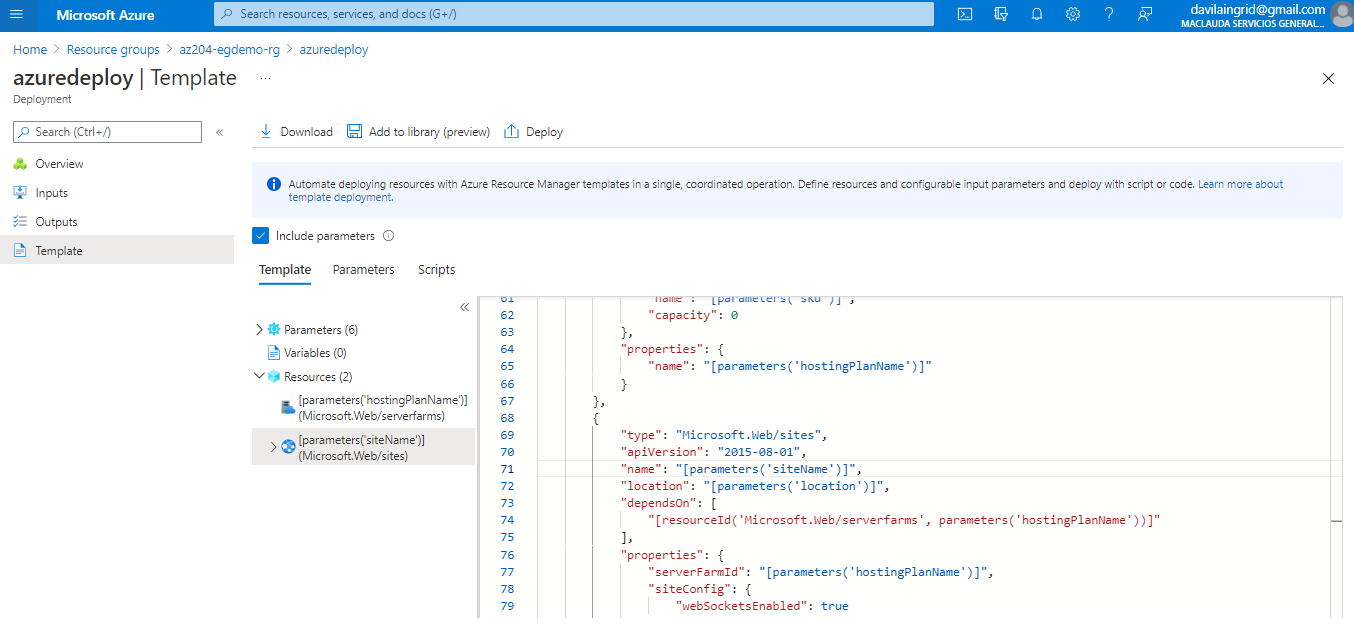 Microsoft Azure
Search resources, services, and docs (G+/)
davilaingrid@gmail.com
MACLAUDA SERVICIOS GENERAL...
Home > Resource groups > az204-egdemo-rg > azuredeploy
azuredeploy | Template ...
Deployment
Search (Ctrl+/)
«
Overview
Inputs
Outputs
Template
Download
Add to library (preview)
Deploy
Automate deploying resources with Azure Resource Manager templates in a single, coordinated operation. Define resources and configurable input parameters and deploy with script or code. Learn more about
template deployment.
Include parameters
Template
Parameters
Scripts
«
Parameters (6)
Variables (0)
Resources (2)
[parameters('hostingPlanName')]
(Microsoft.Web/serverfarms)
[parameters('siteName')]
(Microsoft.Web/sites)
61 "name": "[parameters('sku')]",
62 "capacity": 0
63 },
64 "properties": {
65 "name": "[parameters('hostingPlanName')]"
66 }
67 },
68 {
69 "type": "Microsoft.Web/sites",
70 "apiVersion": "2015-08-01",
71 "name": "[parameters('siteName')]",
72 "location": "[parameters('location')]",
73 "dependsOn": [
74 "[resourceId('Microsoft.Web/serverfarms', parameters('hostingPlanName'))]"
75 ],
76 "properties": {
77 "serverFarmId": "[parameters('hostingPlanName')]",
78 "siteConfig": {
79 "webSocketsEnabled": true